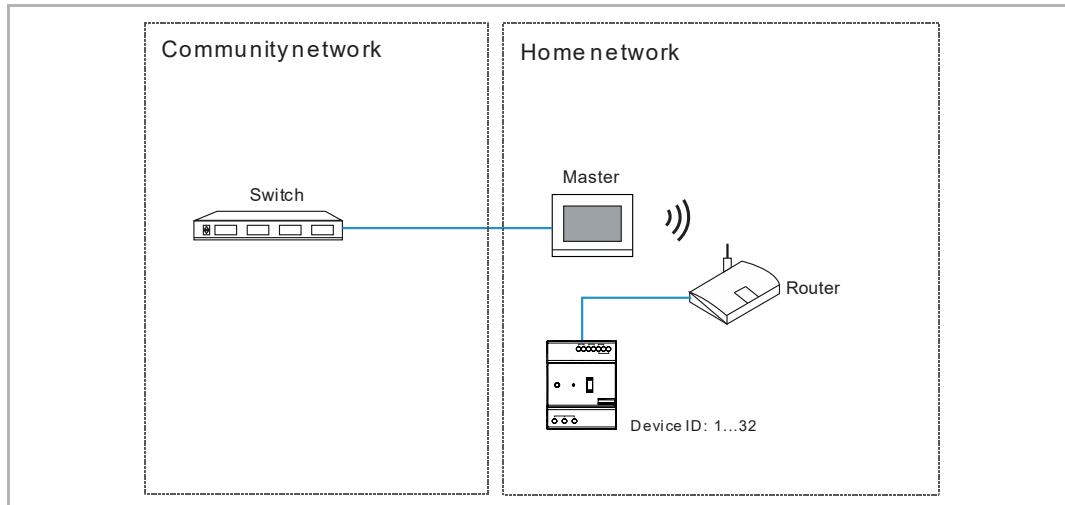 Community network
Home network
Master
Switch
Router
Device ID: 1...32